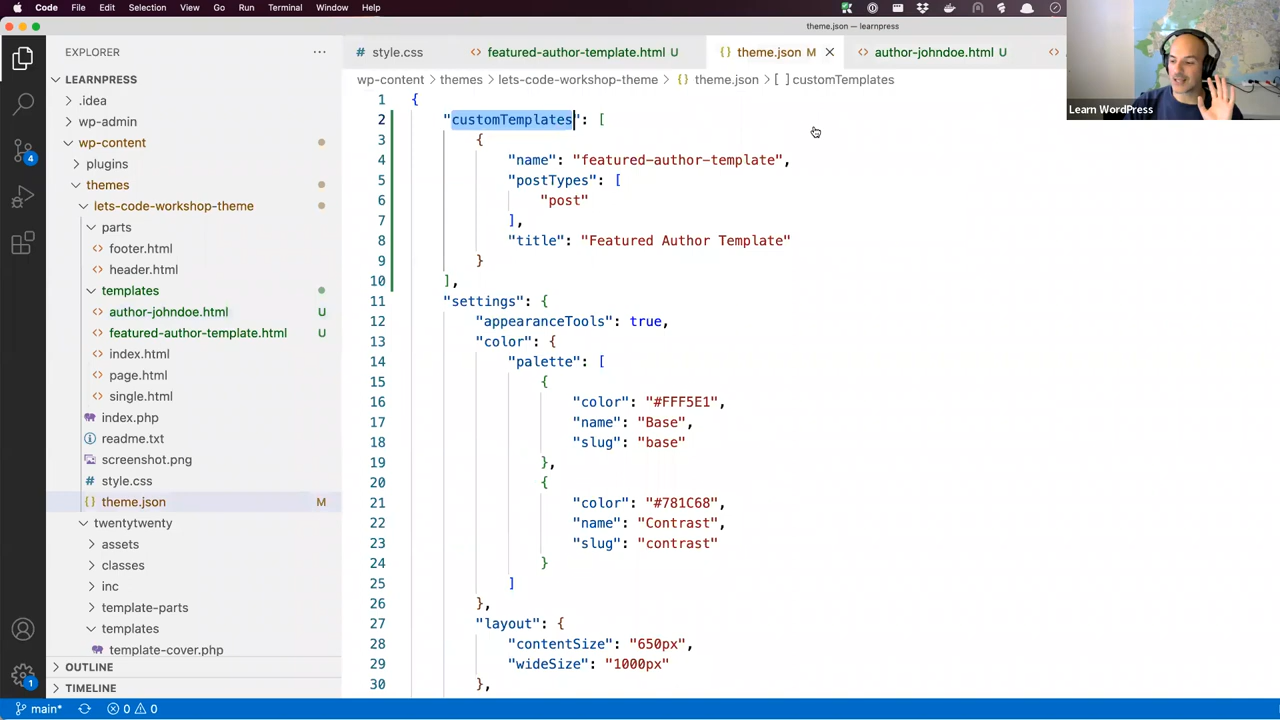 Code File Edit Selection View Go Run Terminal Window Help
theme.json — learnpress
EXPLORER
style.css
featured-author-template.html U
theme.json M
author-johndoe.html U
wp-content > themes > lets-code-workshop-theme > {} theme.json > [ ] customTemplates
Learn WordPress
LEARNPRESS
.idea
wp-admin
wp-content
plugins
themes
lets-code-workshop-theme
parts
footer.html
header.html
templates
author-johndoe.html U
featured-author-template.html U
index.html
page.html
single.html
index.php
readme.txt
screenshot.png
style.css
{} theme.json M
twentytwenty
assets
classes
inc
template-parts
templates
template-cover.php
OUTLINE
TIMELINE
4
1
1 {
2 "customTemplates": [
3 {
4 "name": "featured-author-template",
5 "postTypes": [
6 "post"
7 ],
8 "title": "Featured Author Template"
9 }
10 ],
11 "settings": {
12 "appearanceTools": true,
13 "color": {
14 "palette": [
15 {
16 "color": "#FFF5E1",
17 "name": "Base",
18 "slug": "base"
19 },
20 {
21 "color": "#781C68",
22 "name": "Contrast",
23 "slug": "contrast"
24 }
25 ]
26 },
27 "layout": {
28 "contentSize": "650px",
29 "wideSize": "1000px"
30 },
main* 0 0